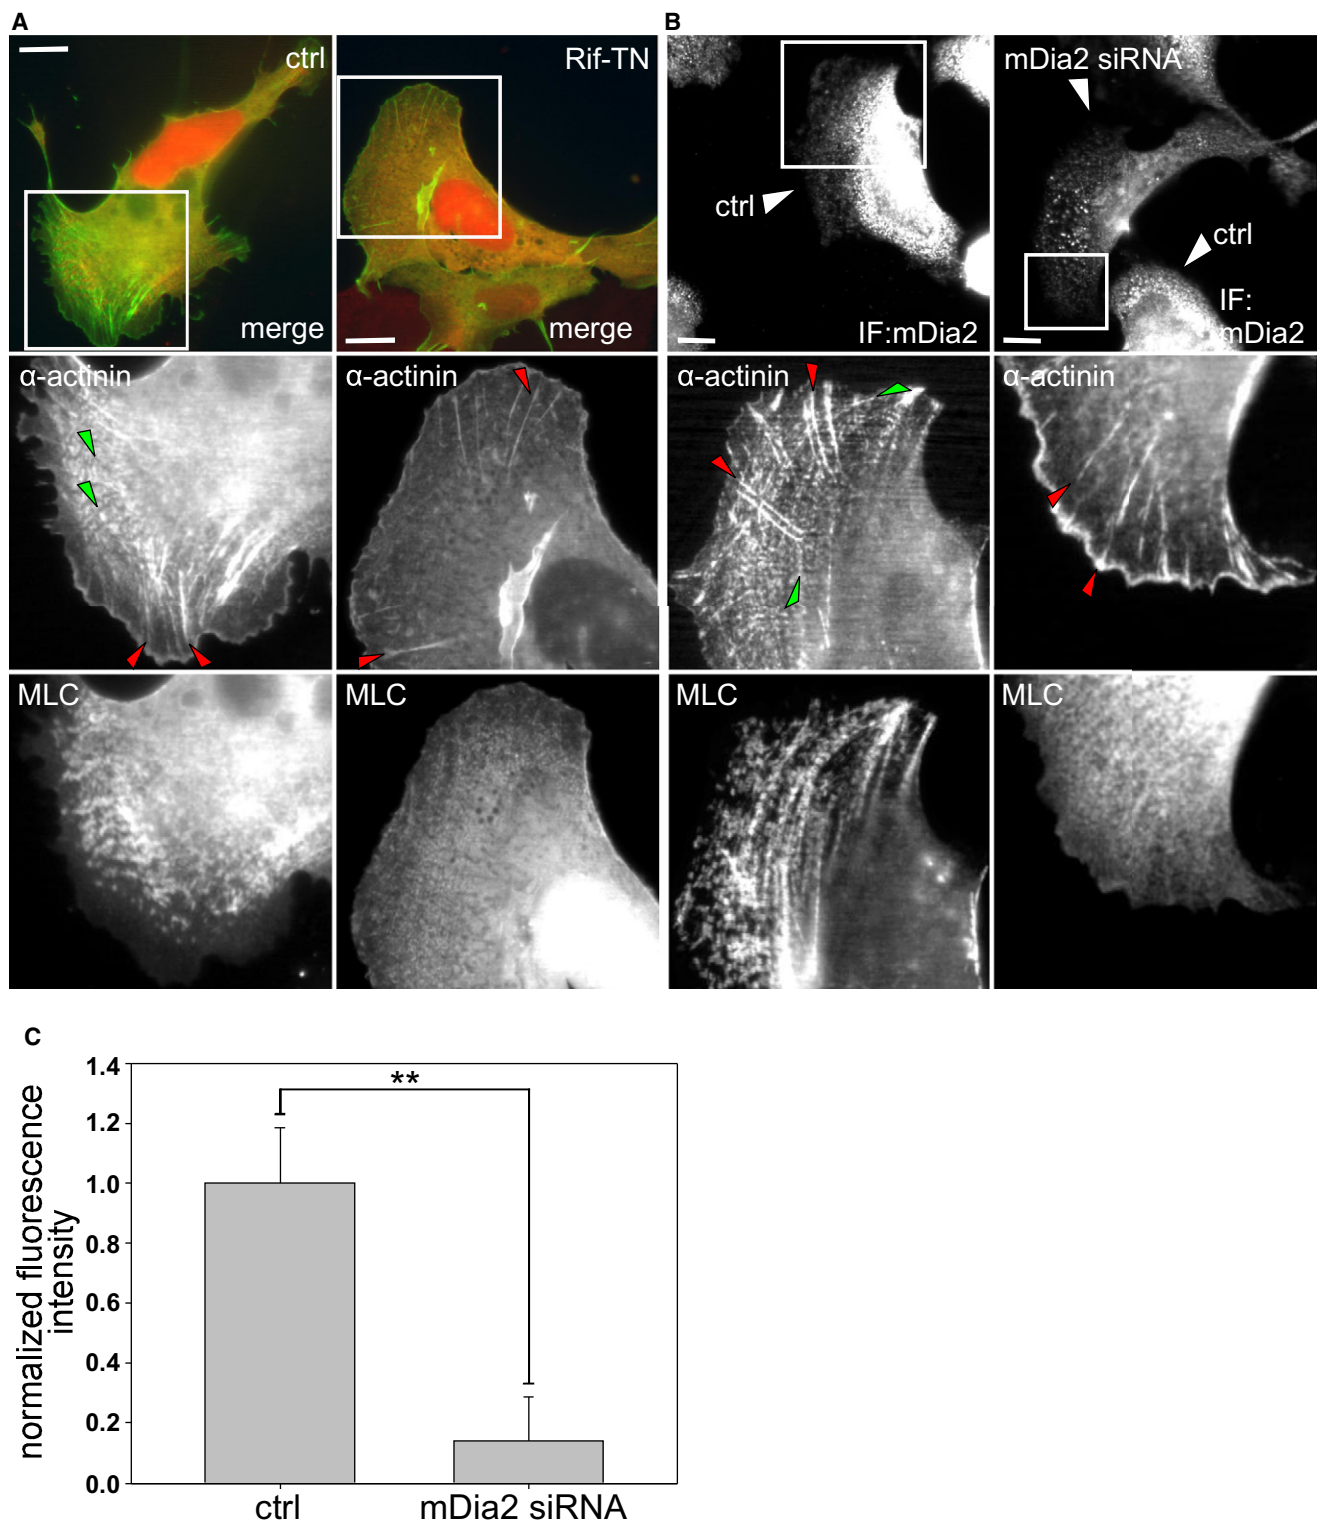 A
B
ctrl
merge
Rif-TN
merge
ctrl
IF:mDia2
mDia2 siRNA
ctrl
IF:
mDia2
α-actinin
α-actinin
α-actinin
α-actinin
MLC
MLC
MLC
MLC
C
normalized fluorescence
intensity
1.4
1.2
1.0
0.8
0.6
0.4
0.2
0.0
**
ctrl
mDia2 siRNA